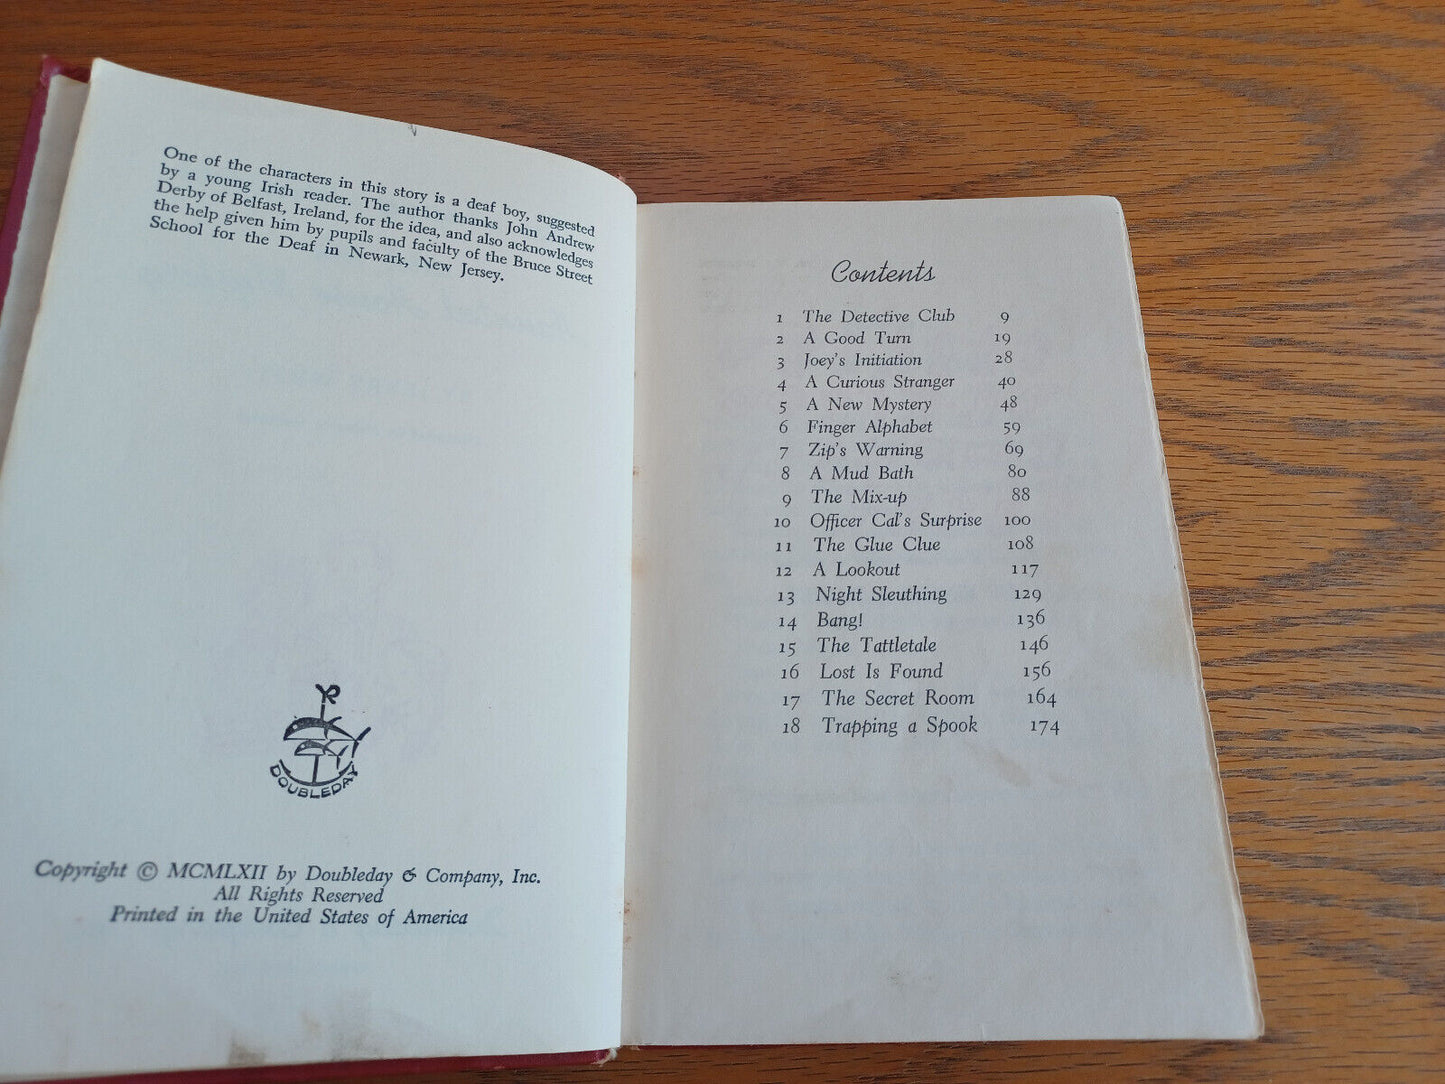 One of the characters in this story is a deaf boy, suggested
by a young Irish reader. The author thanks John Andrew
Derby of Belfast, Ireland, for the idea, and also acknowledges
the help given him by pupils and faculty of the Bruce Street
School for the Deaf in Newark, New Jersey.
YR
DOUBLEDAY
Copyright © MCMLXII by Doubleday & Company, Inc.
All Rights Reserved
Printed in the United States of America
Contents
1 The Detective Club 9
2 A Good Turn 19
3 Joey's Initiation 28
4 A Curious Stranger 40
5 A New Mystery 48
6 Finger Alphabet 59
7 Zip's Warning 69
8 A Mud Bath 80
9 The Mix-up 88
10 Officer Cal's Surprise 100
11 The Glue Clue 108
12 A Lookout 117
13 Night Sleuthing 129
14 Bang! 136
15 The Tattletale 146
16 Lost Is Found 156
17 The Secret Room 164
18 Trapping a Spook 174